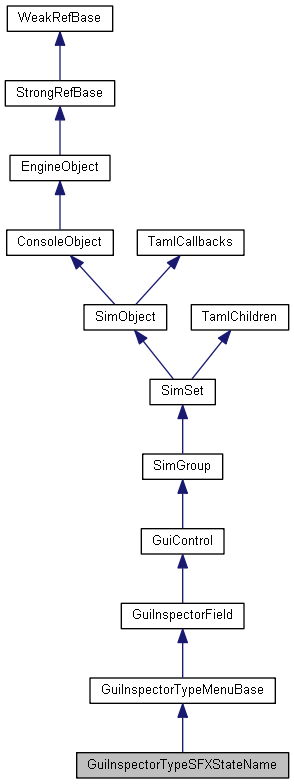 WeakRefBase
StrongRefBase
EngineObject
ConsoleObject
TamlCallbacks
SimObject
TamlChildren
SimSet
SimGroup
GuiControl
GuiInspectorField
GuiInspectorTypeMenuBase
GuiInspectorTypeSFXStateName